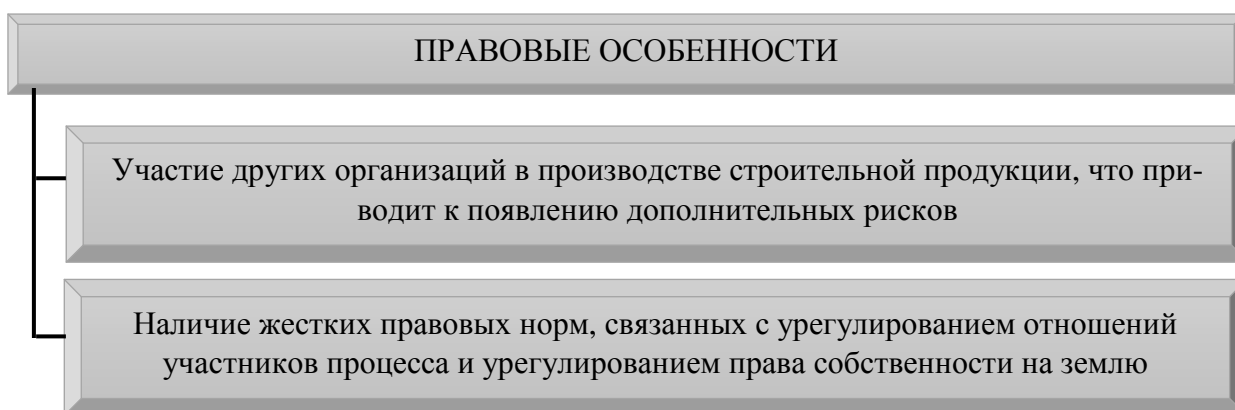 ПРАВОВЫЕ ОСОБЕННОСТИ
Участие других организаций в производстве строительной продукции, что при-
водит к появлению дополнительных рисков
Наличие жестких правовых норм, связанных с урегулированием отношений
участников процесса и урегулированием права собственности на землю